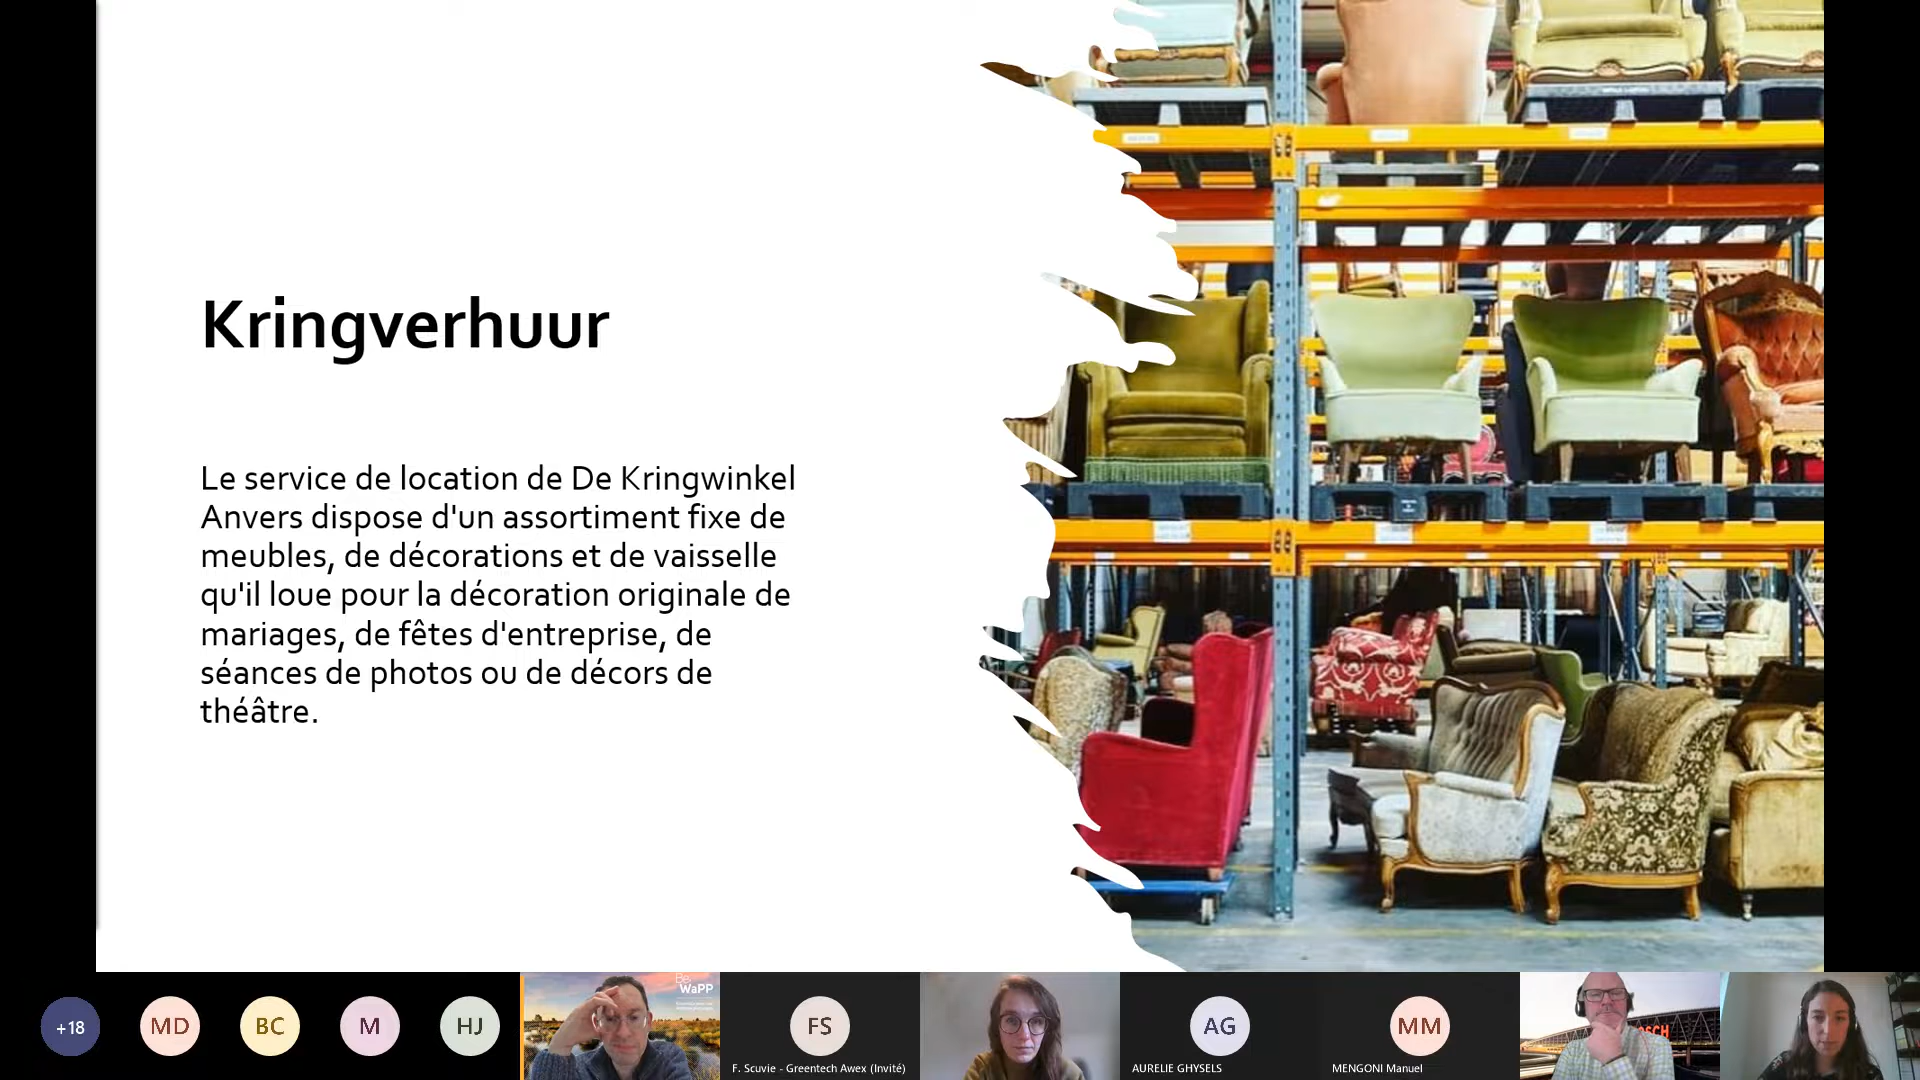 Kringverhuur
Le service de location de De Kringwinkel
Anvers dispose d'un assortiment fixe de
meubles, de décorations et de vaisselle
qu'il loue pour la décoration originale de
mariages, de fêtes d'entreprise, de
séances de photos ou de décors de
théâtre.
+18
MD
BC
M
HJ
Be
WaPP
FS
F. Scuvie - Greentech Awex (Invité)
AG
AURELIE GHYSELS
MM
MENGONI Manuel